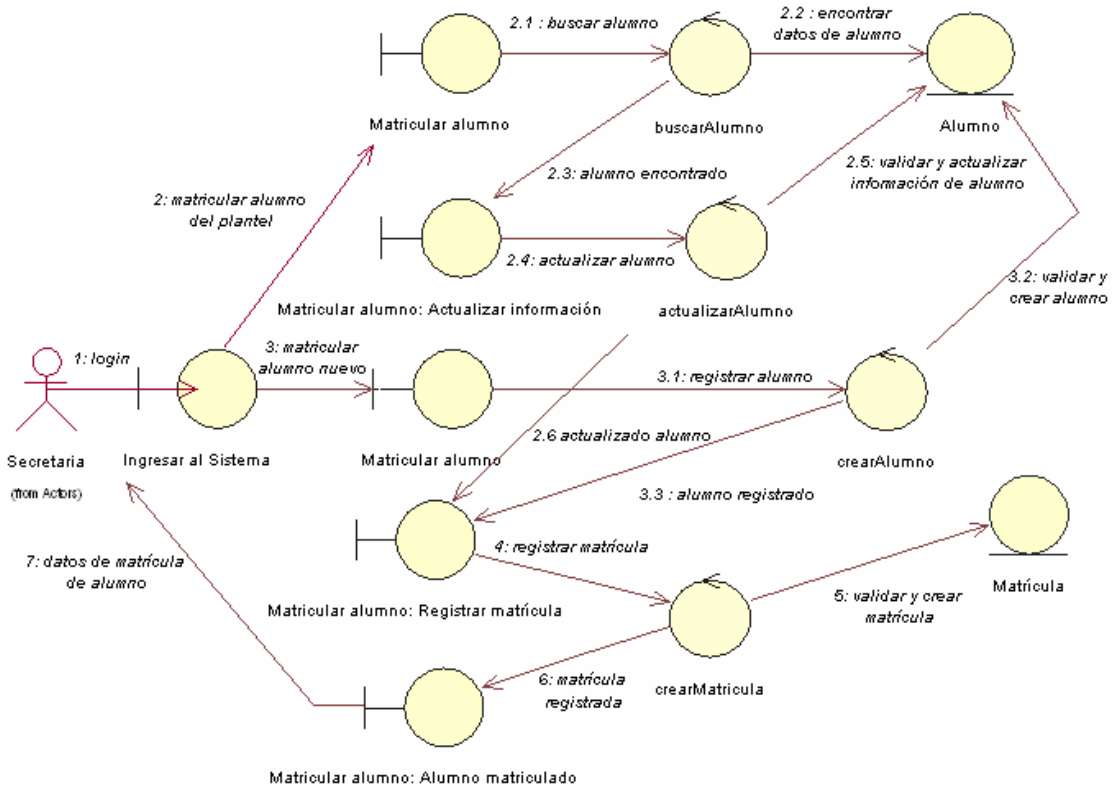 2.1 : buscar alumno
2.2 : encontrar
datos de alumno
Matricular alumno
buscarAlumno
Alumno
2: matricular alumno
del plantel
2.3: alumno encontrado
2.5: validar y actualizar
información de alumno
2.4: actualizar alumno
3.2: validar y
crear alumno
Matricular alumno: Actualizar información
actualizarAlumno
1: login
3: matricular
alumno nuevo
3.1: registrar alumno
Secretaria
(from Actors)
Ingresar al Sistema
Matricular alumno
2.6 actualizado alumno
crearAlumno
3.3 : alumno registrado
7: datos de matrícula
de alumno
4: registrar matrícula
Matrícula
Matricular alumno: Registrar matrícula
5: validar y crear
matrícula
6: matrícula
registrada
crearMatricula
Matricular alumno: Alumno matriculado